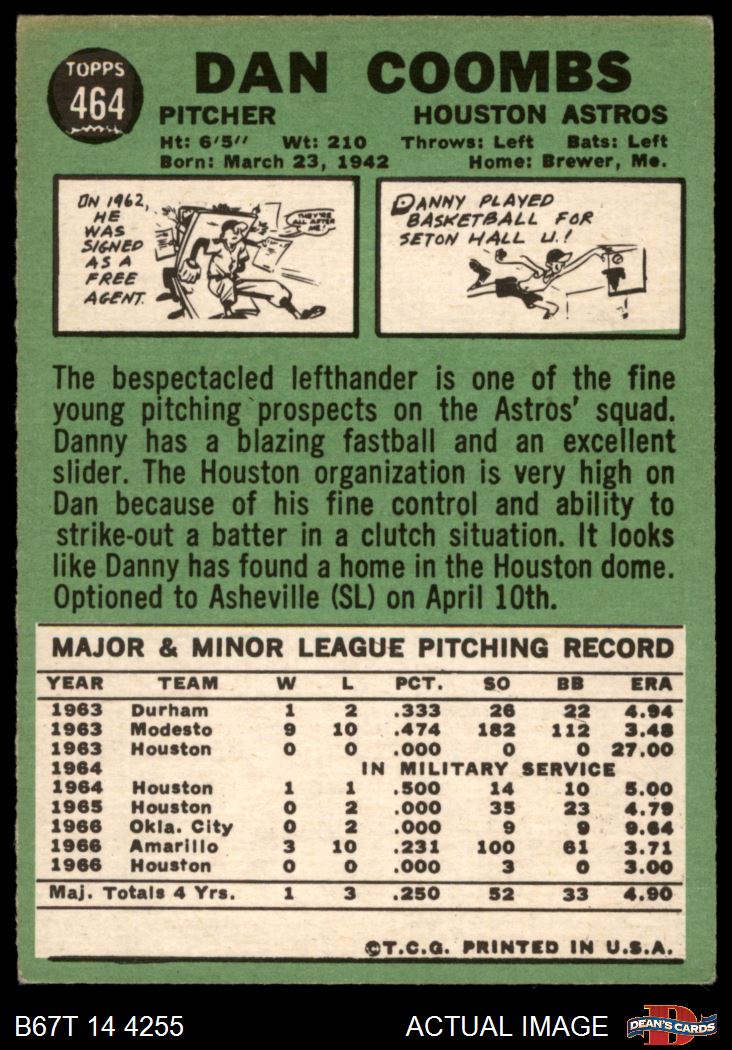 TOPPS
464
DAN COOMBS
PITCHER HOUSTON ASTROS
Ht: 6'5" Wt: 210 Throws: Left Bats: Left
Born: March 23, 1942 Home: Brewer, Me.
ON 1962,
HE
WAS
SIGNED
AS A
FREE
AGENT.
THEY'RE
ALL AFTER
ME!
DANNY PLAYED
BASKETBALL FOR
SETON HALL U.!
The bespectacled lefthander is one of the fine
young pitching prospects on the Astros' squad.
Danny has a blazing fastball and an excellent
slider. The Houston organization is very high on
Dan because of his fine control and ability to
strike-out a batter in a clutch situation. It looks
like Danny has found a home in the Houston dome.
Optioned to Asheville (SL) on April 10th.
MAJOR & MINOR LEAGUE PITCHING RECORD
YEAR TEAM W L PCT. SO BB ERA
1963 Durham 1 2 .333 26 22 4.94
1963 Modesto 9 10 .474 182 112 3.48
1963 Houston 0 0 .000 0 0 27.00
1964 IN MILITARY SERVICE
1964 Houston 1 1 .500 14 10 5.00
1965 Houston 0 2 .000 35 23 4.79
1966 Okla. City 0 2 .000 9 9 9.64
1966 Amarillo 3 10 .231 100 61 3.71
1966 Houston 0 0 .000 3 0 3.00
Maj. Totals 4 Yrs. 1 3 .250 52 33 4.90
©T.C.G. PRINTED IN U.S.A.
B67T 14 4255 ACTUAL IMAGE DEAN'S CARDS